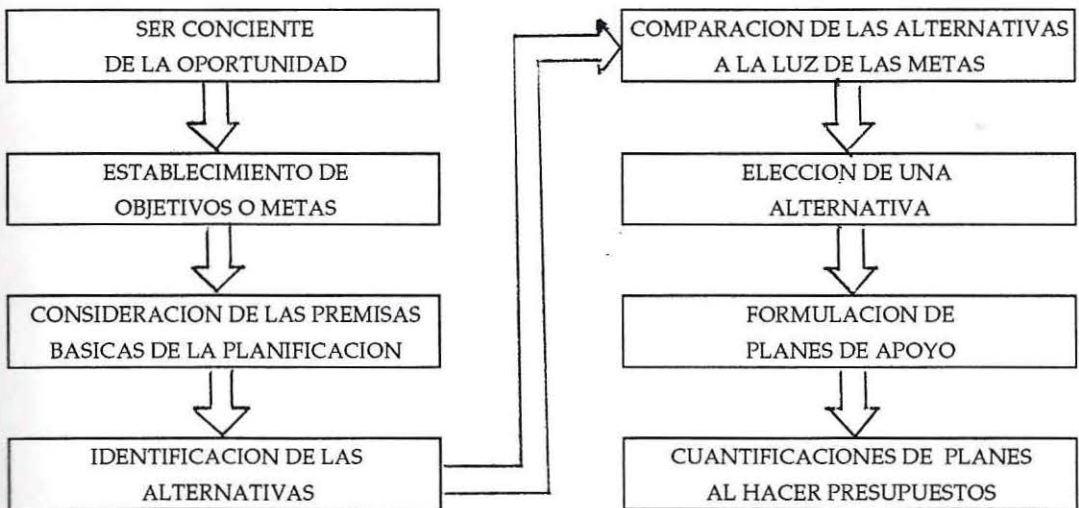 SER CONCIENTE
DE LA OPORTUNIDAD
ESTABLECIMIENTO DE
OBJETIVOS O METAS
CONSIDERACION DE LAS PREMISAS
BASICAS DE LA PLANIFICACION
IDENTIFICACION DE LAS
ALTERNATIVAS
COMPARACION DE LAS ALTERNATIVAS
A LA LUZ DE LAS METAS
ELECCION DE UNA
ALTERNATIVA
FORMULACION DE
PLANES DE APOYO
CUANTIFICACIONES DE PLANES
AL HACER PRESUPUESTOS